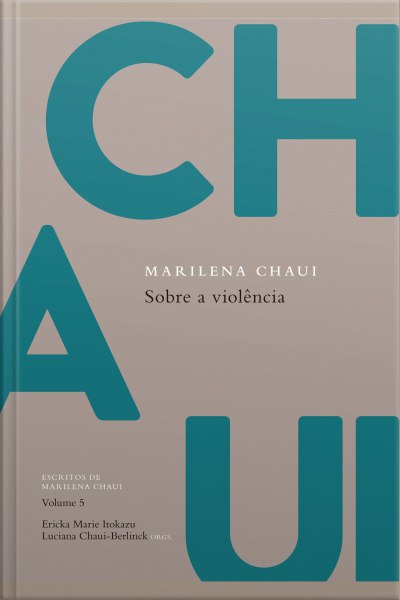 CH
A
UI
MARILENA CHAUI
Sobre a violência
ESCRITOS DE
MARILENA CHAUI
Volume 5
Ericka Marie Itokazu
Luciana Chaui-Berlinck ORGS.